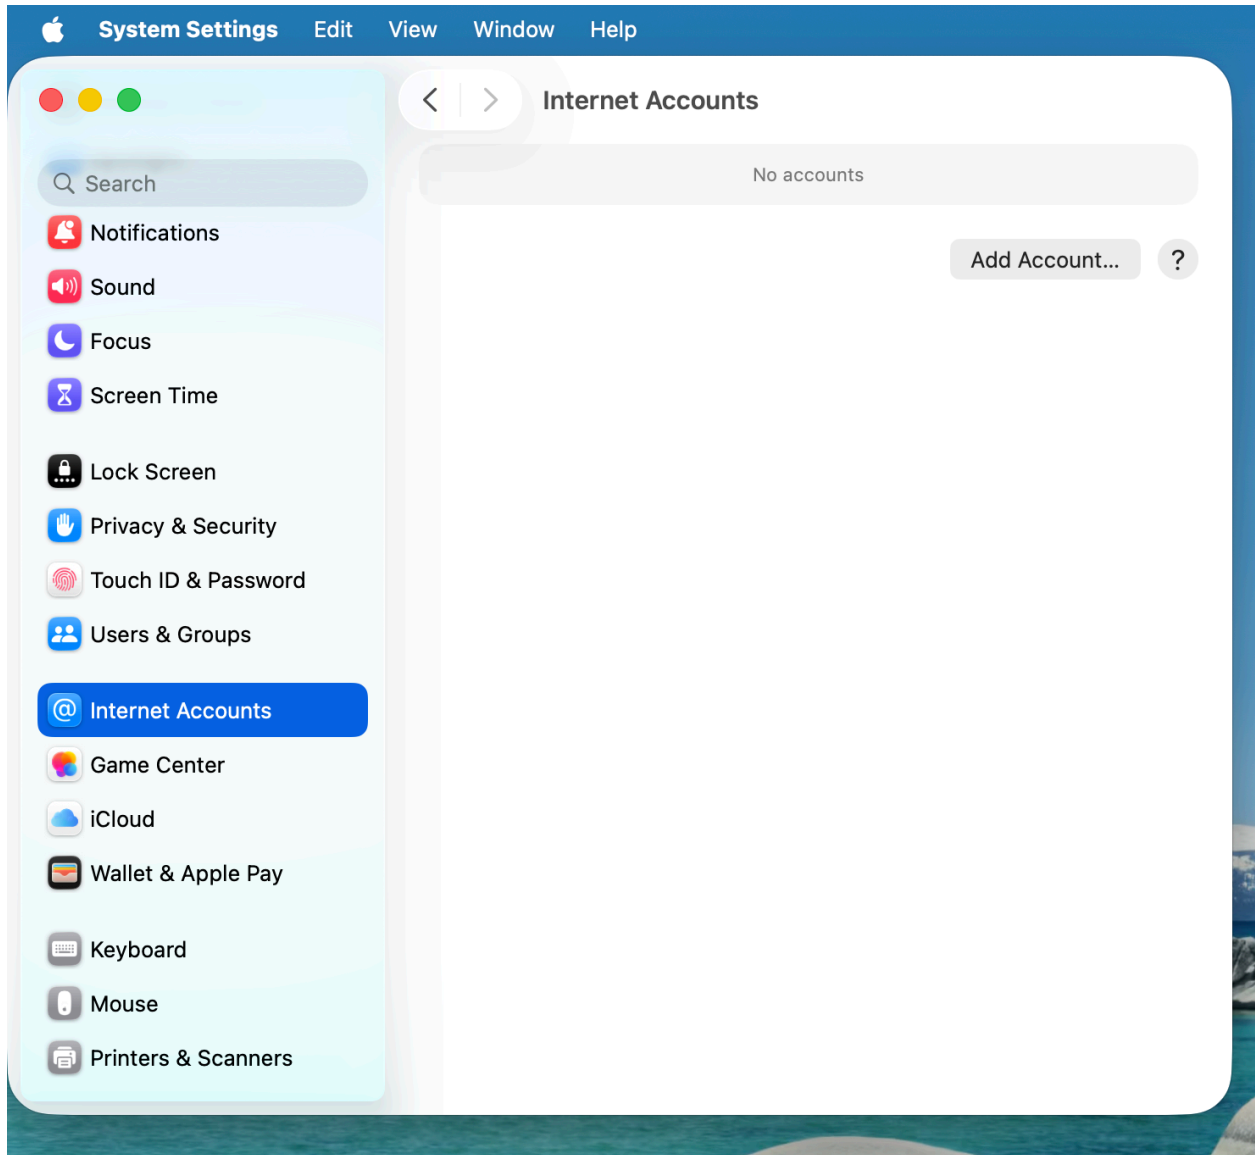 System Settings Edit View Window Help
Internet Accounts
Search
No accounts
Notifications
Add Account...
?
Sound
Focus
Screen Time
Lock Screen
Privacy & Security
Touch ID & Password
Users & Groups
Internet Accounts
Game Center
iCloud
Wallet & Apple Pay
Keyboard
Mouse
Printers & Scanners